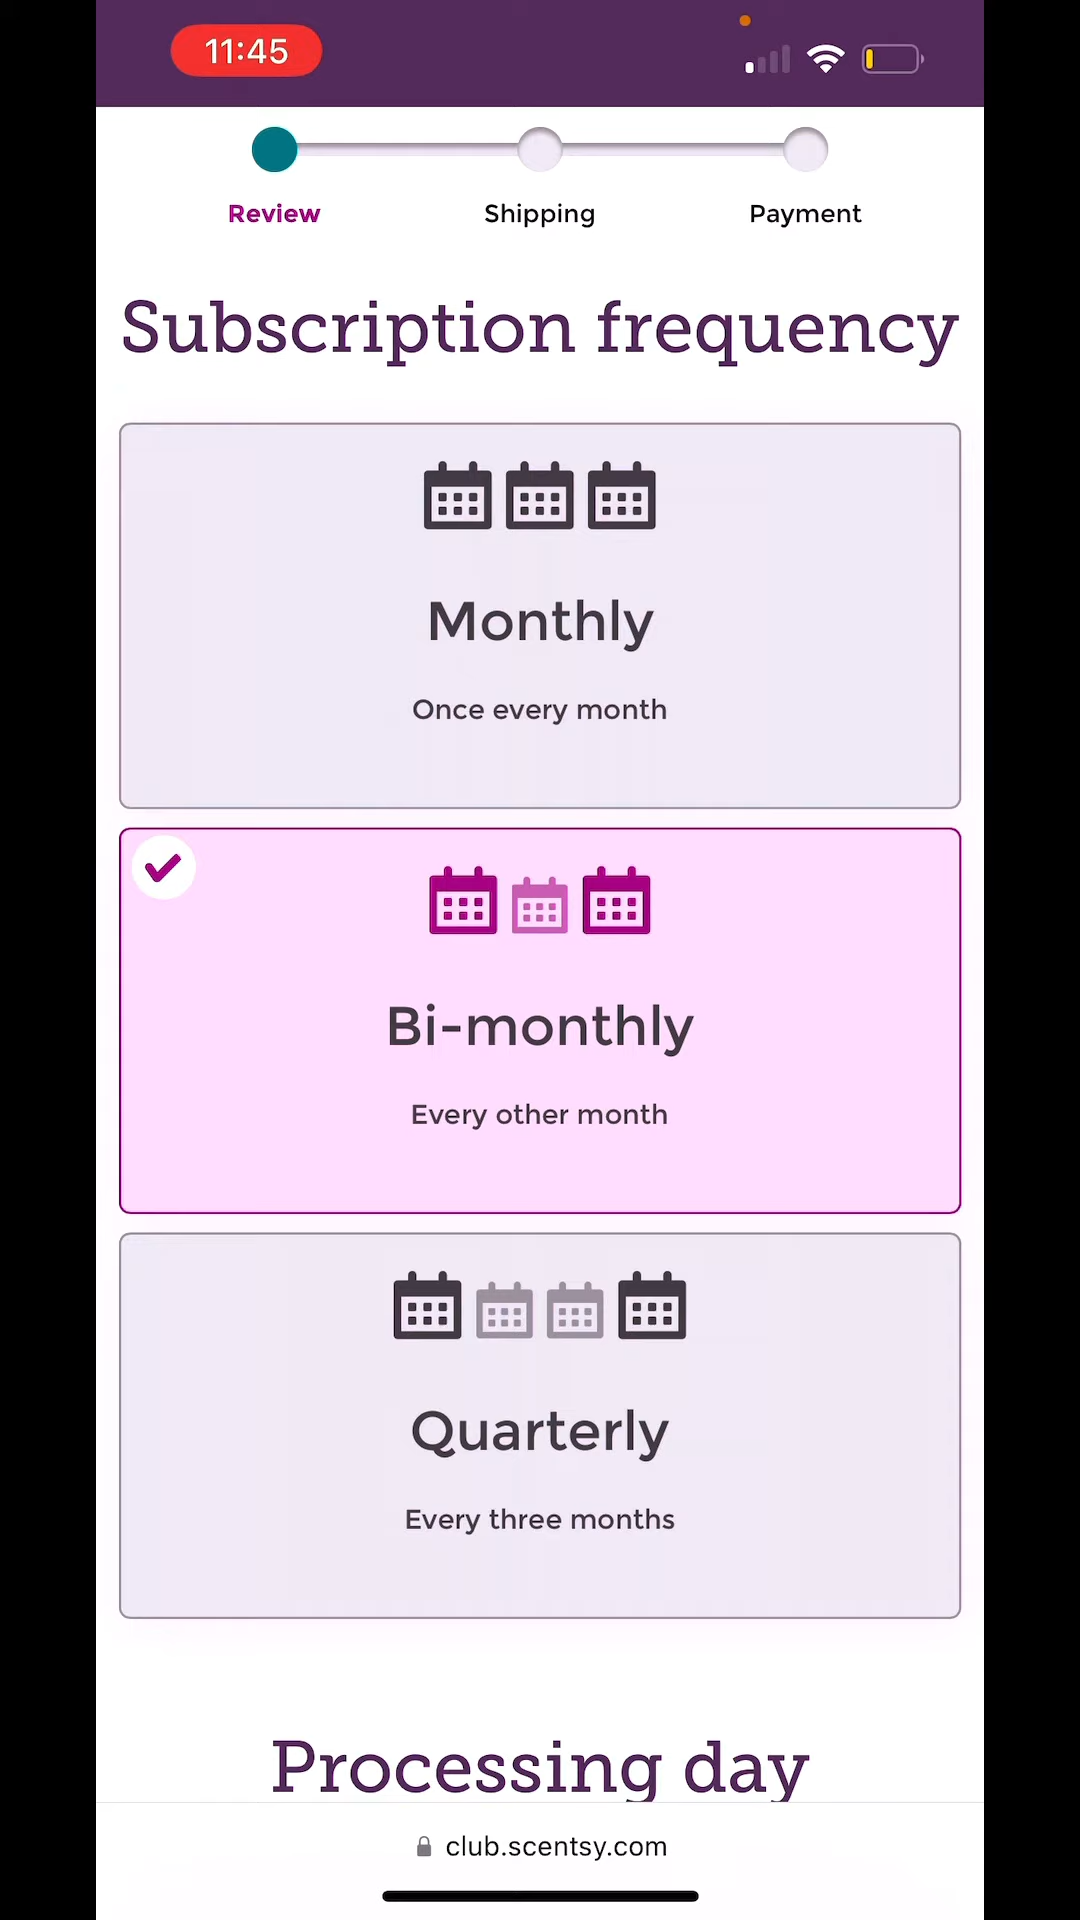 11:45
Review
Shipping
Payment
Subscription frequency
Monthly
Once every month
Bi-monthly
Every other month
Quarterly
Every three months
Processing day
club.scentsy.com